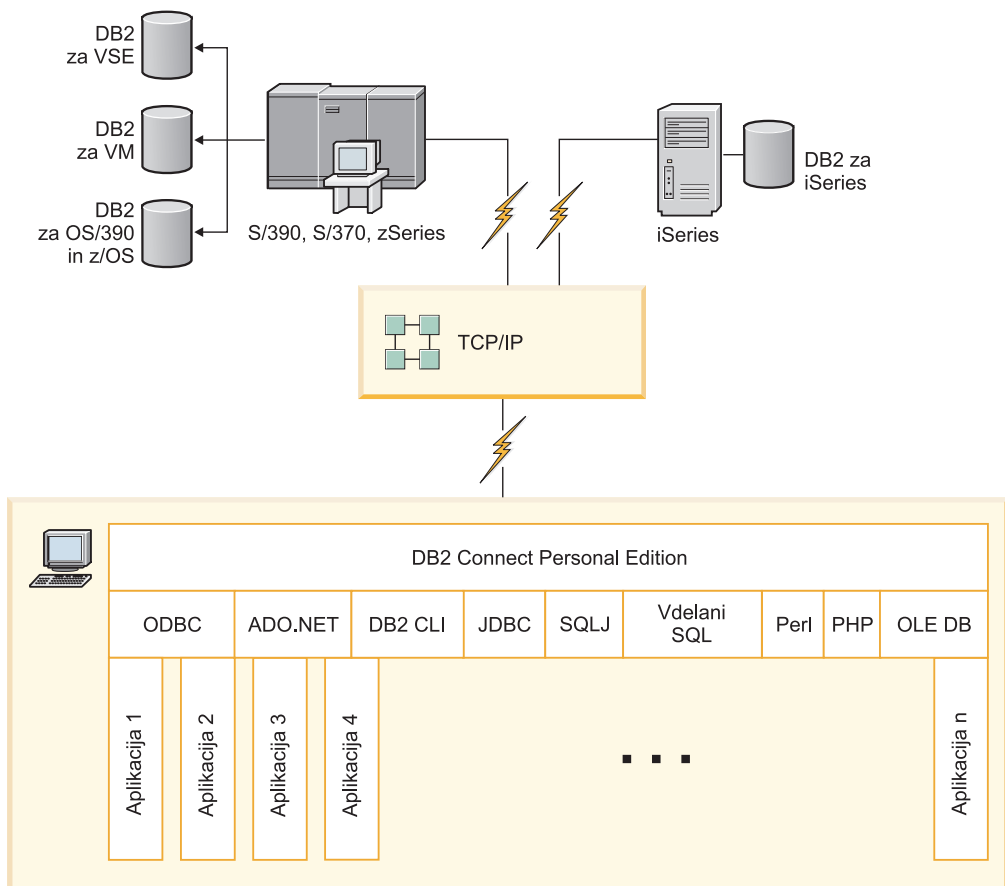 DB2
za VSE
DB2
za VM
DB2
za OS/390
in z/OS
S/390, S/370, zSeries
iSeries
DB2 za
iSeries
TCP/IP
DB2 Connect Personal Edition
ODBC
ADO.NET
DB2 CLI
JDBC
SQLJ
Vdelani
SQL
Perl
PHP
OLE DB
Aplikacija 1
Aplikacija 2
Aplikacija 3
Aplikacija 4
Aplikacija n